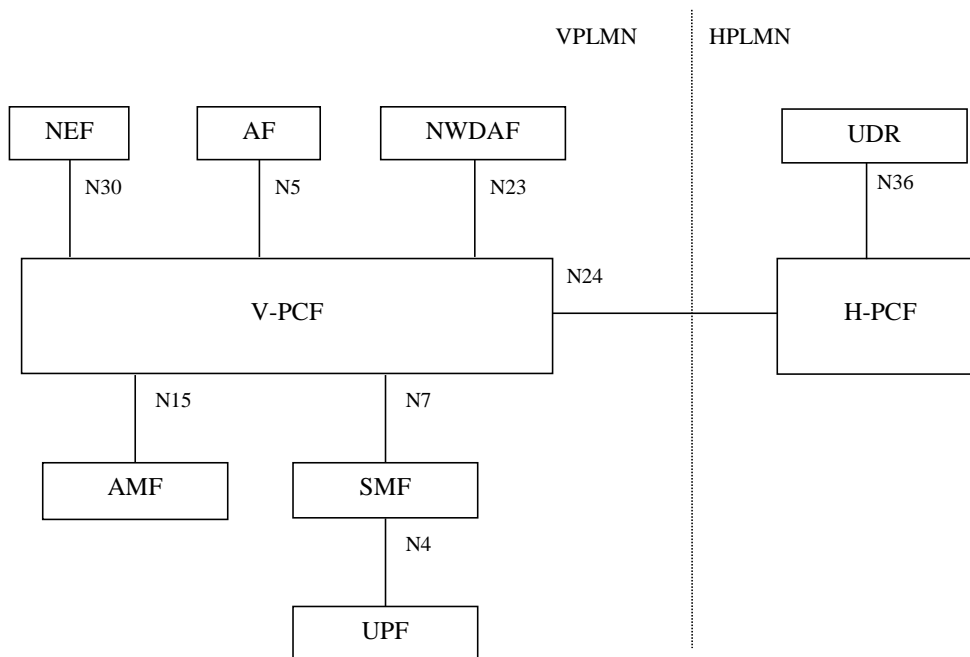 VPLMN
HPLMN
NEF
AF
NWDAF
UDR
N30
N5
N23
N36
N24
V-PCF
H-PCF
N15
N7
AMF
SMF
N4
UPF